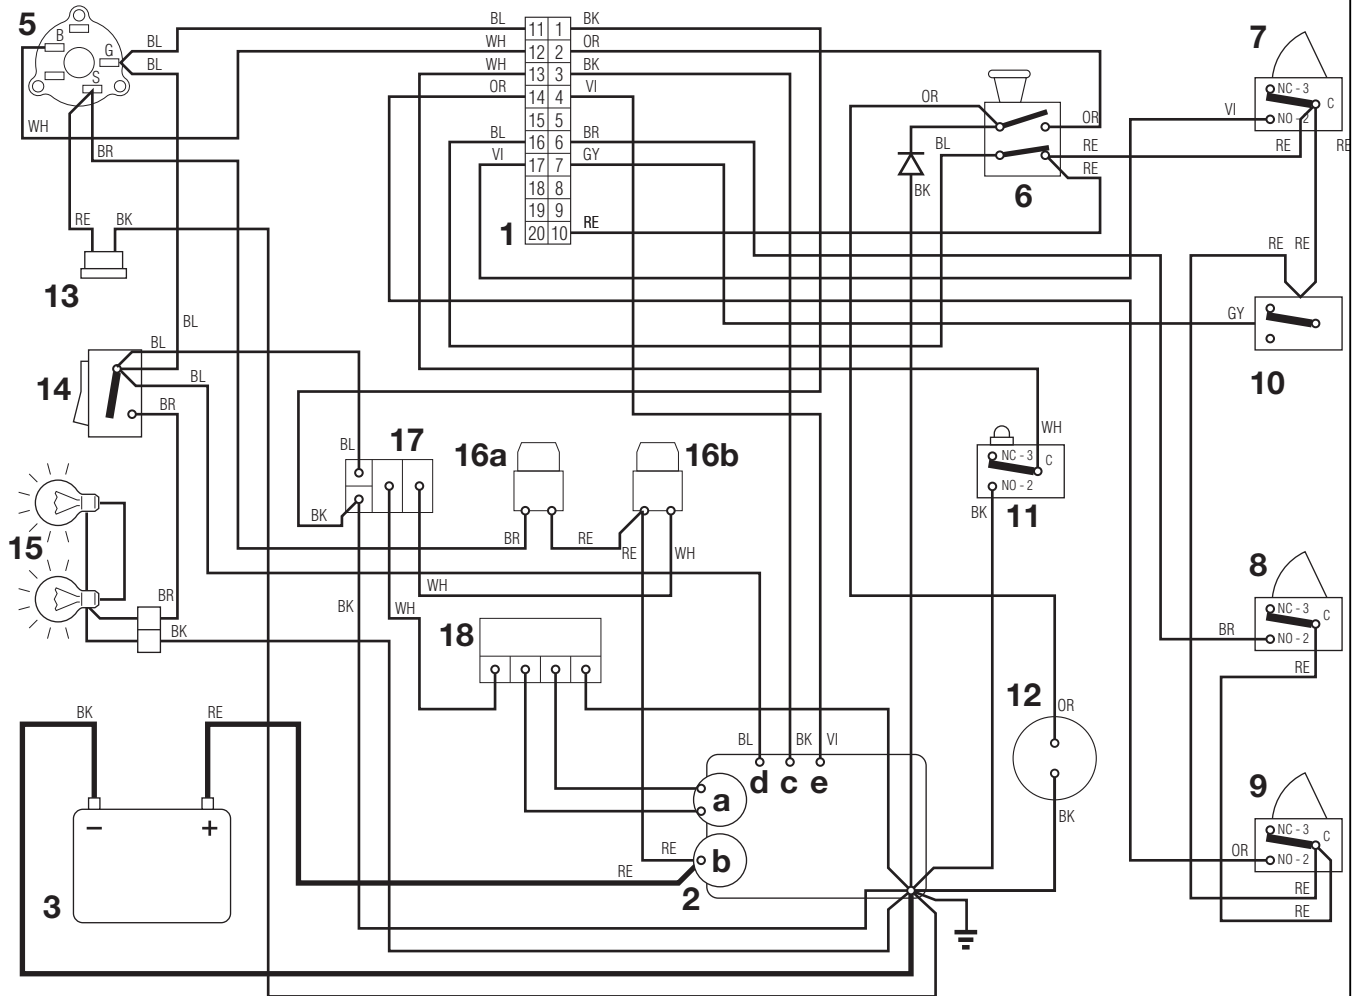 5
B
G
S
BL
BL
WH
BR
RE
BK
13
BL
WH
WH
OR
BL
VI
11 1
12 2
13 3
14 4
15 5
16 6
17 7
18 8
19 9
20 10
1
BK
OR
BK
VI
BR
GY
RE
OR
BL
BK
OR
RE
RE
6
7
NC - 3
C
NO - 2
VI
RE
RE
RE RE
GY
10
BL
BL
BL
BR
14
15
BR
BK
BL
17
BK
BK
WH
WH
16a
16b
BR
RE
RE
WH
18
WH
NC - 3
C
NO - 2
BK
11
8
NC - 3
C
NO - 2
BR
RE
12
OR
BK
9
NC - 3
C
NO - 2
OR
RE
RE
BL
BK
VI
d c e
a
b
2
RE
RE
BK
RE
–
+
3